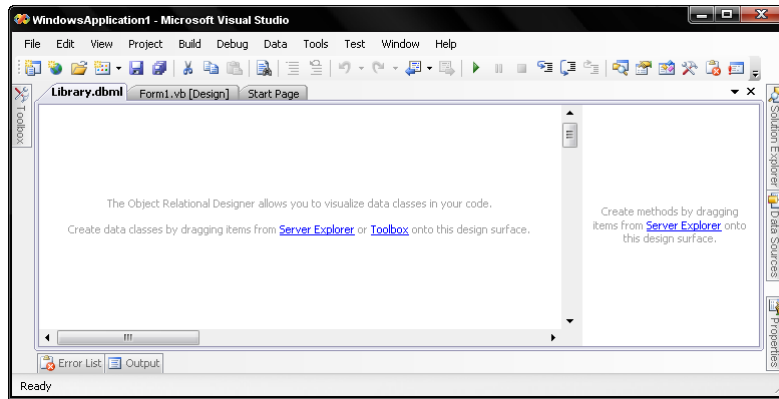 WindowsApplication1 - Microsoft Visual Studio
File Edit View Project Build Debug Data Tools Test Window Help
Library.dbml Form1.vb [Design] Start Page
Toolbox
The Object Relational Designer allows you to visualize data classes in your code.
Create data classes by dragging items from Server Explorer or Toolbox onto this design surface.
Create methods by dragging
items from Server Explorer onto
this design surface.
Solution Explorer
Data Sources
Properties
Error List Output
Ready